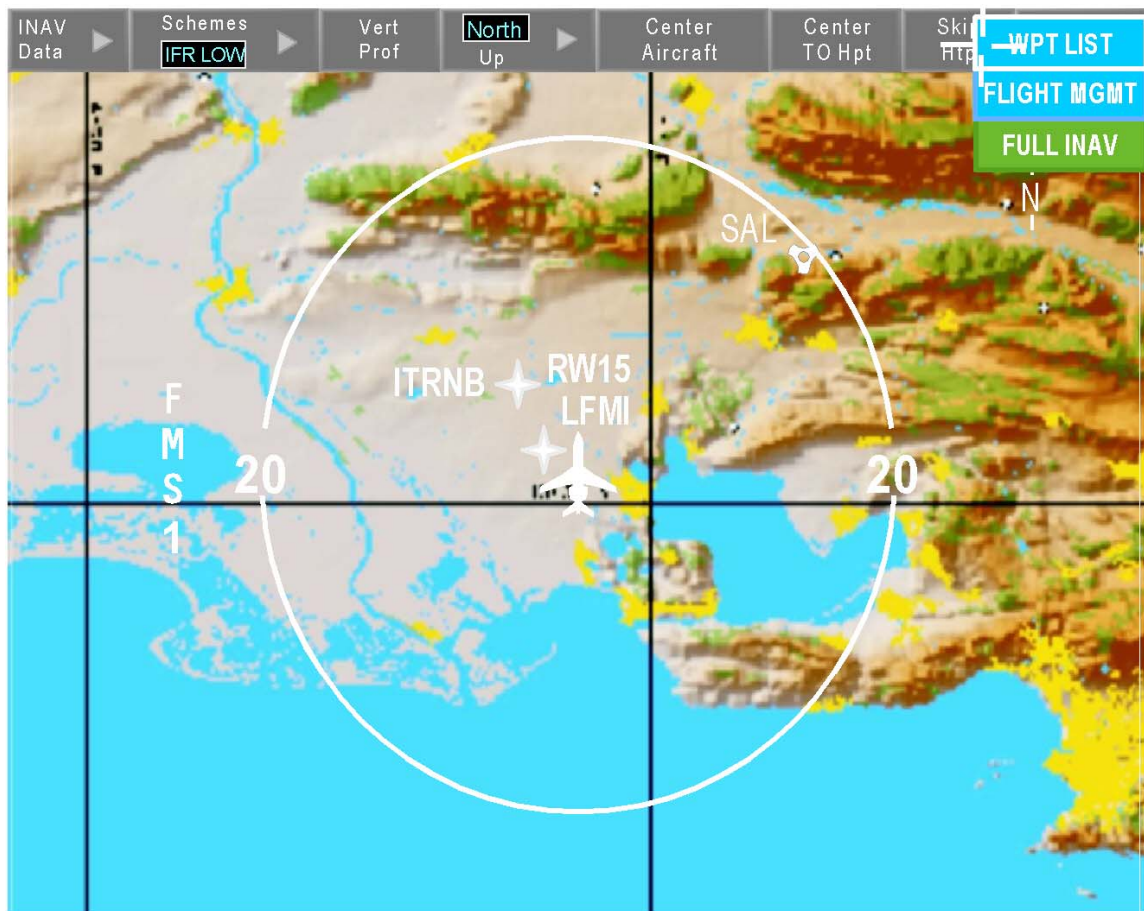 INAV
Data
Schemes
IFR LOW
Vert
Prof
North
Up
Center
Aircraft
Center
TO Hpt
WPT LIST
FLIGHT MGMT
FULL INAV
N
SAL
ITRNB
RW15
LFMI
F
M
S
1
20
20